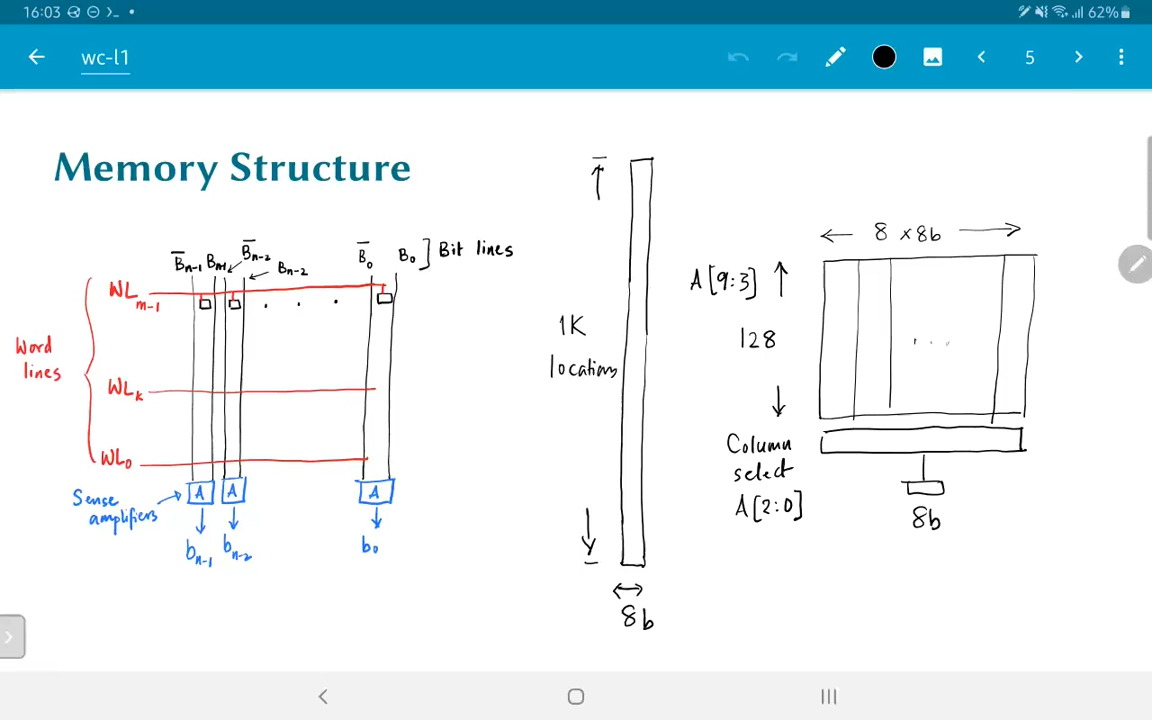 16:03
62%
wc-l1
5
Memory Structure
B̅n-1 Bn-1 B̅n-2 Bn-2 B̅0 B0 ] Bit lines
WLm-1
Word
lines
WLk
WL0
Sense
amplifiers
A A A
bn-1 bn-2 b0
1K
locations
8b
8 x 8b
A[9:3]
128
...
Column
select
A[2:0]
8b